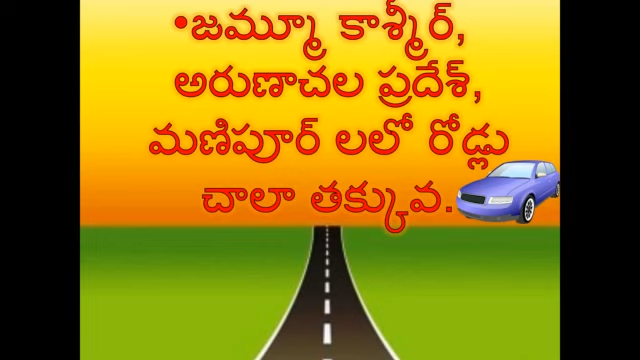 •జమ్మూ కాశ్మీర్,
అరుణాచల ప్రదేశ్,
మణిపూర్ లలో రోడ్లు
చాలా తక్కువ.